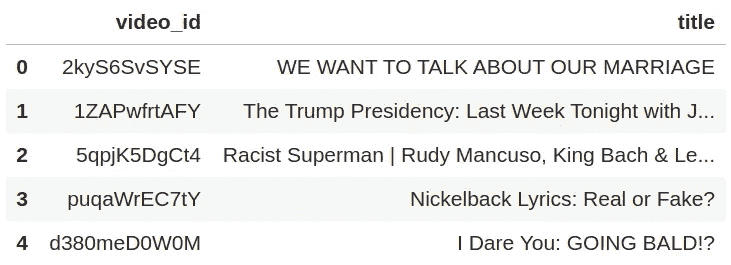 video_id title
0 2kyS6SvSYSE WE WANT TO TALK ABOUT OUR MARRIAGE
1 1ZAPwfrtAFY The Trump Presidency: Last Week Tonight with J...
2 5qpjK5DgCt4 Racist Superman | Rudy Mancuso, King Bach & Le...
3 puqaWrEC7tY Nickelback Lyrics: Real or Fake?
4 d380meD0W0M I Dare You: GOING BALD!?